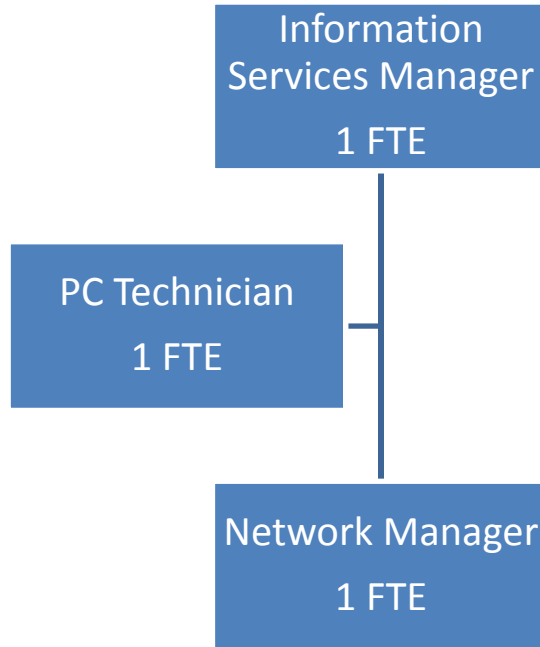 Information
Services Manager
1 FTE
PC Technician
1 FTE
Network Manager
1 FTE